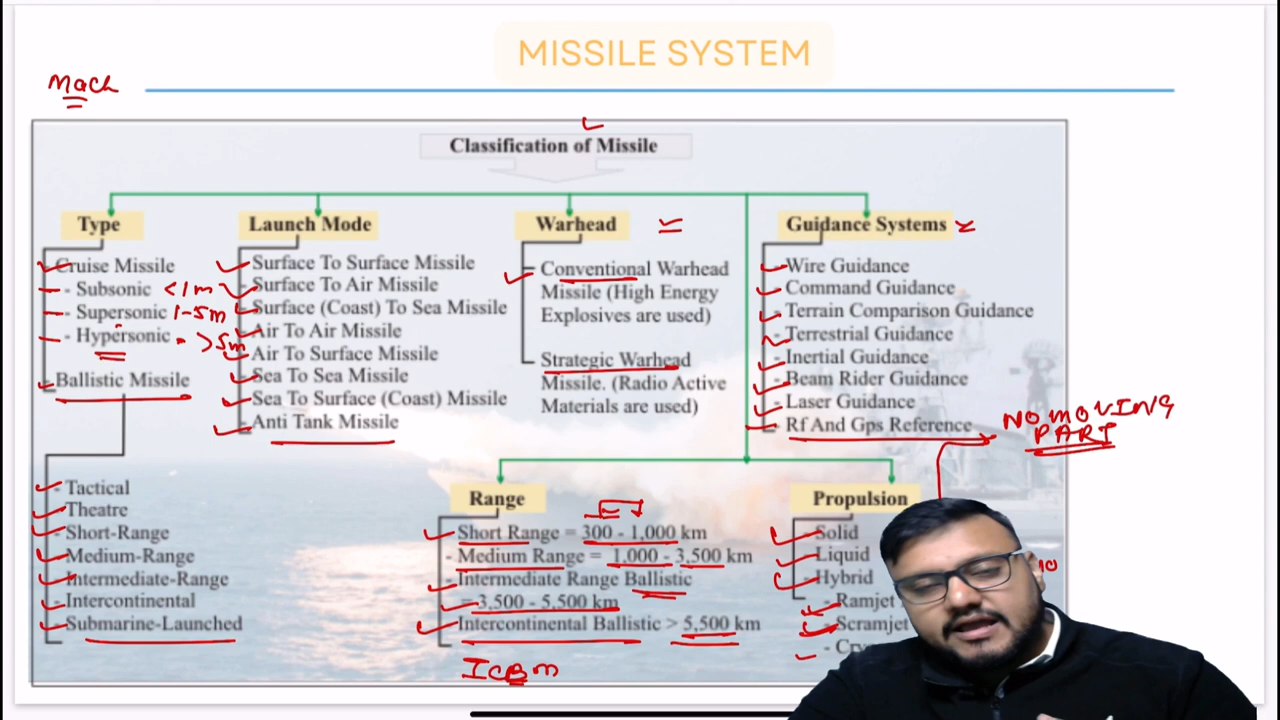 MISSILE SYSTEM
Mach
Classification of Missile
Type
Cruise Missile
- Subsonic <1m
- Supersonic 1-5m
- Hypersonic >5m
Ballistic Missile
Tactical
Theatre
Short-Range
Medium-Range
Intermediate-Range
Intercontinental
Submarine-Launched
Launch Mode
Surface To Surface Missile
Surface To Air Missile
Surface (Coast) To Sea Missile
Air To Air Missile
Air To Surface Missile
Sea To Sea Missile
Sea To Surface (Coast) Missile
Anti Tank Missile
Warhead
Conventional Warhead
Missile (High Energy
Explosives are used)
Strategic Warhead
Missile. (Radio Active
Materials are used)
Guidance Systems
Wire Guidance
Command Guidance
Terrain Comparison Guidance
Terrestrial Guidance
Inertial Guidance
Beam Rider Guidance
Laser Guidance
Rf And Gps Reference
NO MOVING
PART
Range
Short Range = 300 - 1,000 km
- Medium Range = 1,000 - 3,500 km
Intermediate Range Ballistic
= 3,500 - 5,500 km
Intercontinental Ballistic > 5,500 km
ICBM
Propulsion
Solid
Liquid
Hybrid
- Ramjet
- Scramjet